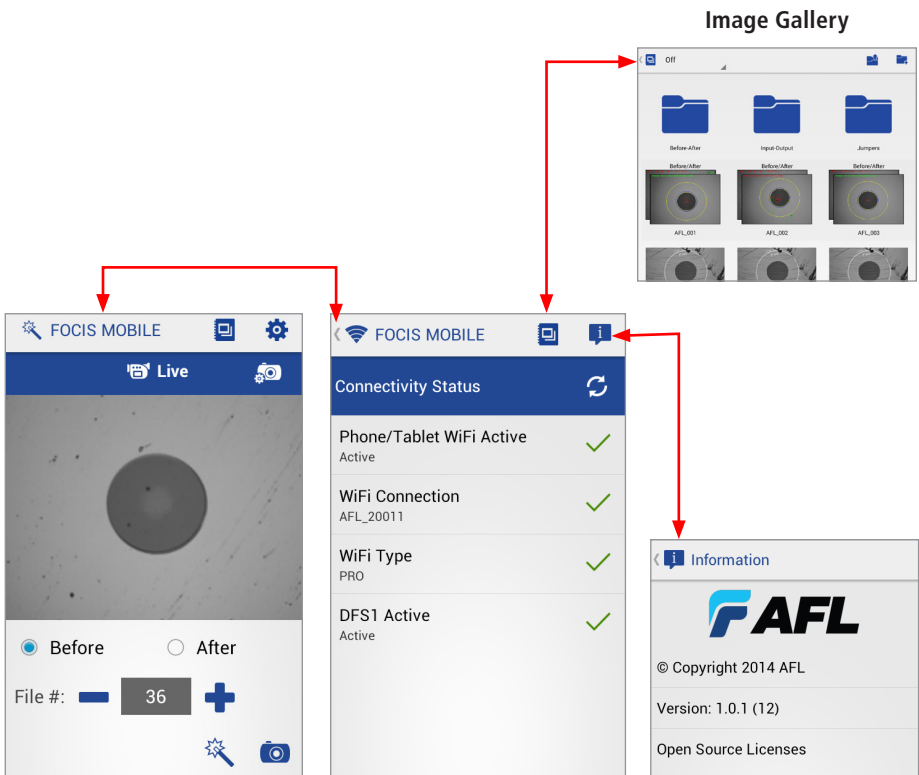 Image Gallery
Off
Before-After
Input-Output
Jumpers
Before/After
Before/After
Before/After
AFL_001
AFL_002
AFL_003
FOCIS MOBILE
Live
Before
After
File #:
36
FOCIS MOBILE
i
Connectivity Status
Phone/Tablet WiFi Active
Active
WiFi Connection
AFL_20011
WiFi Type
PRO
DFS1 Active
Active
i Information
AFL
© Copyright 2014 AFL
Version: 1.0.1 (12)
Open Source Licenses